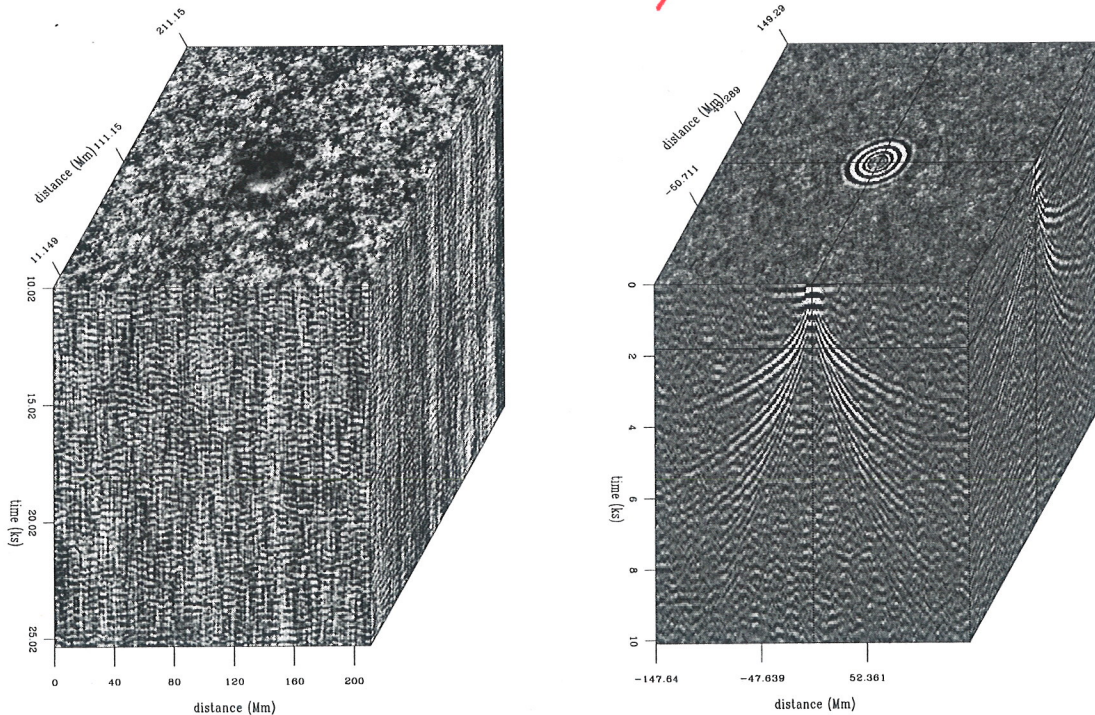 211.15
distance (Mm)
111.15
11.149
10.02
15.02
20.02
25.02
time (ks)
0 40 80 120 160 200
distance (Mm)
149.29
49.289
distance (Mm)
-50.711
0
2
4
6
8
10
time (ks)
-147.64 -47.639 52.361
distance (Mm)